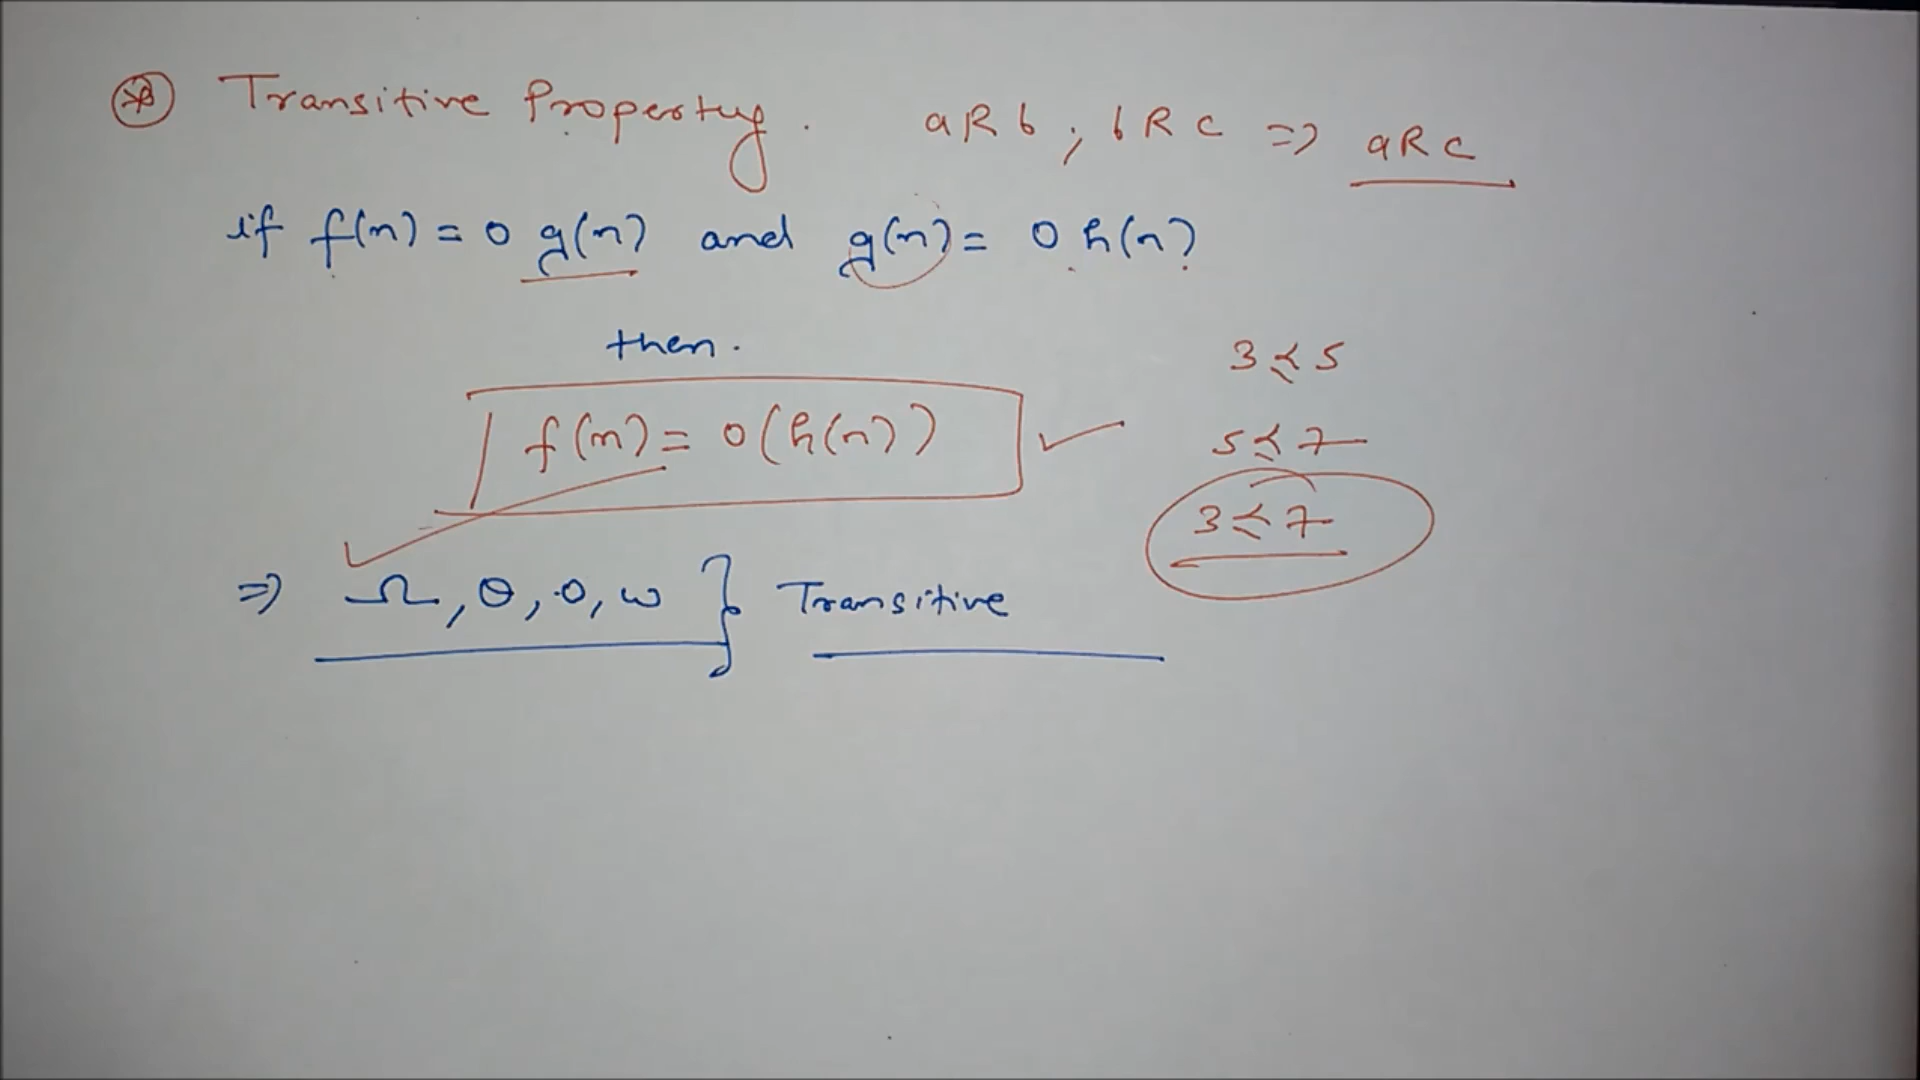 ⊛ Transitive Property. aRb, bRc => aRc
if f(n) = O g(n) and g(n) = O h(n)
then.
3 ≤ 5
f(n) = O(h(n)) ✓
5 ≤ 7
3 ≤ 7
=> Ω, θ, o, ω } Transitive